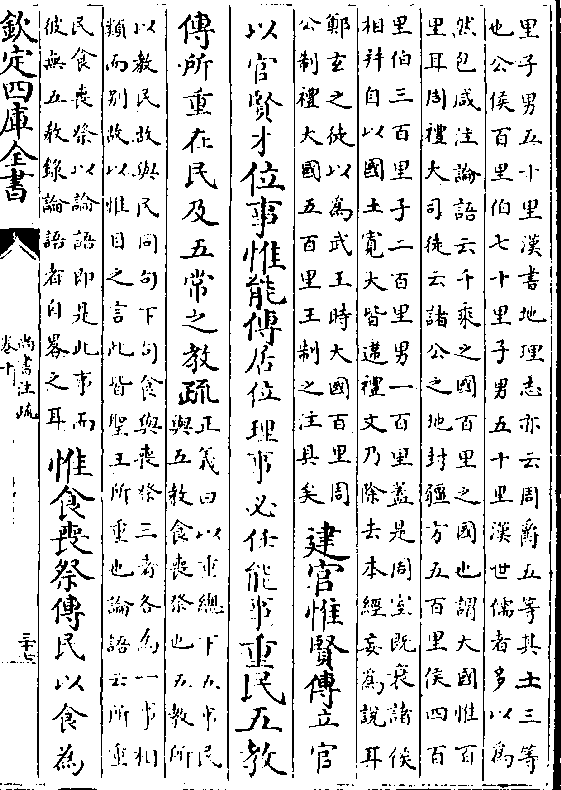 里子男五十里漢書地理志亦云周爵五等其土三等
也公侯百里伯七十里子男五十里漢世儒者多以為
然包咸注論語云千乘之國百里之國也謂大國惟百
里耳周禮大司徒云諸公之地封疆方五百里侯四百
里伯三百里子二百里男一百里蓋是周室既衰諸侯
相并自以國土寬大皆違禮文乃除去本經妄為說耳
鄭玄之徒以為武王時大國百里周
公制禮大國五百里王制之注具矣
建官惟賢傳立官
以官賢才位事惟能傳居位理事必任能事重民五教
傳所重在民及五常之教疏
正義曰以重總下五事民
與五教食喪祭也五教所
以教民故與民同句下句食與喪祭三者各為一事相
類而別故以惟目之言此皆聖王所重也論語云所重
民食喪祭以論語即是此事而
彼無五教錄論語者自畧之耳
惟食喪祭傳民以食為
欽定四庫全書
尚書注疏
卷十
三十七